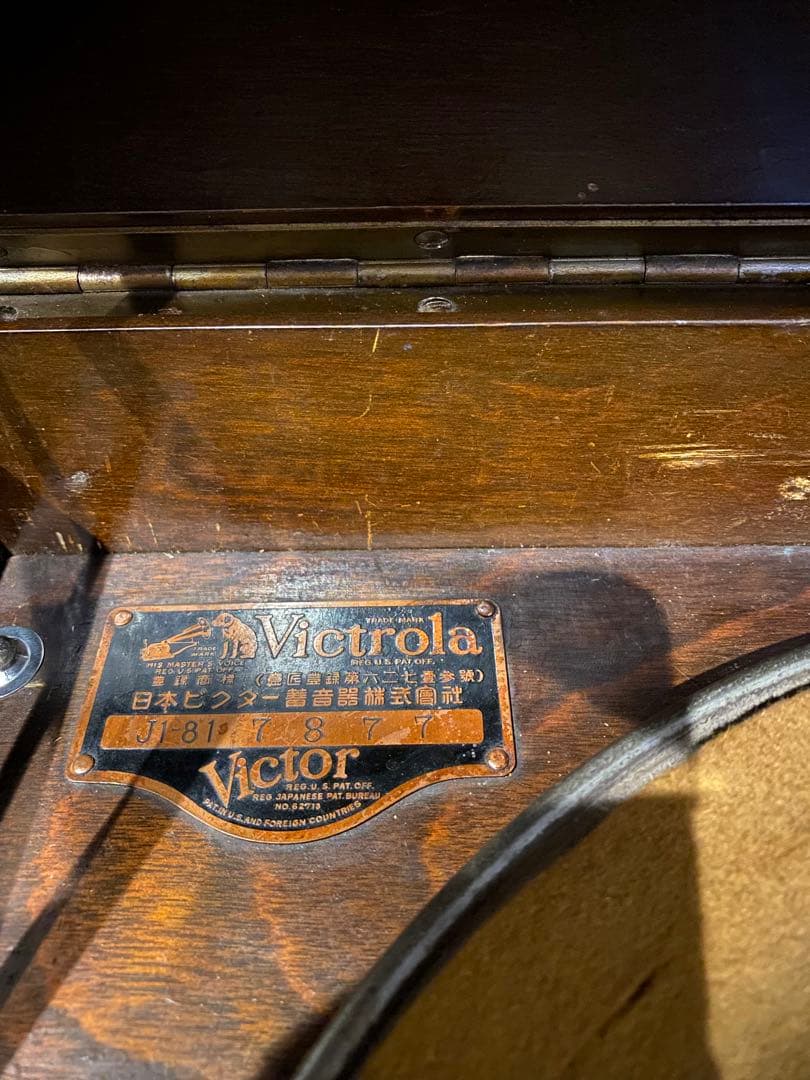 TRADE MARK
Victrola
REG. U.S. PAT. OFF.
TRADE
MARK
HIS MASTER'S VOICE
REG. U.S. PAT. OFF.
登録商標 (意匠登録第六二七壹参號)
日本ビクター蓄音器株式會社
J1-81 7877
Victor
REG. U.S. PAT. OFF.
REG. JAPANESE PAT. BUREAU
NO. 62713
PAT. IN U.S. AND FOREIGN COUNTRIES